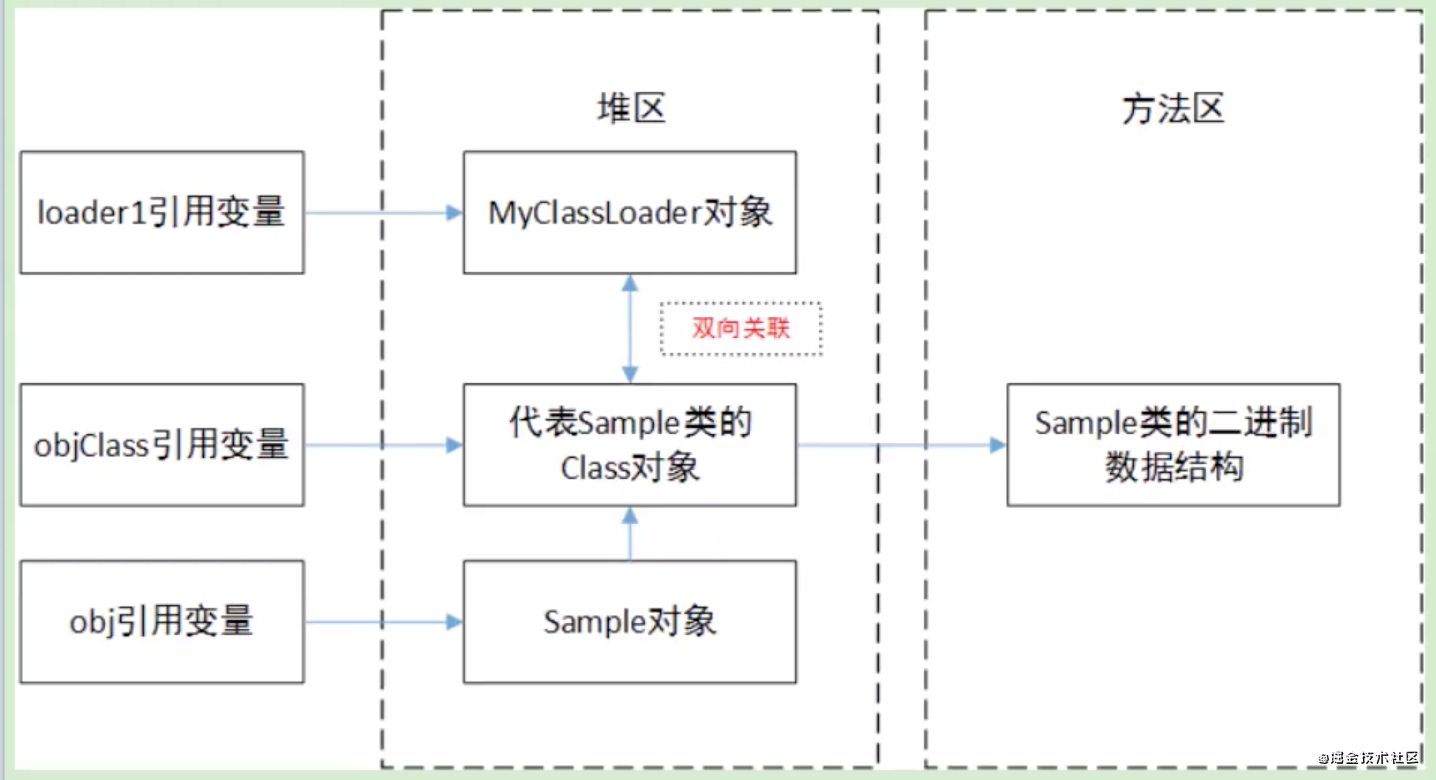 堆区
方法区
loader1引用变量
MyClassLoader对象
双向关联
objClass引用变量
代表Sample类的
Class对象
Sample类的二进制
数据结构
obj引用变量
Sample对象
@掘金技术社区